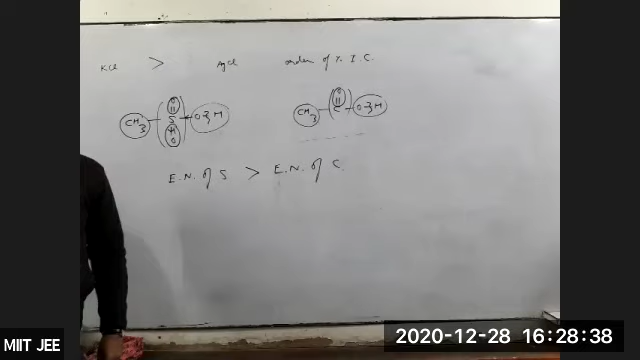 KCl > AgCl order of % I.C.
CH3 - ( O || S || O ) - O-H CH3 - ( O || C ) - O-H
E.N. of S > E.N. of C.
MIIT JEE
2020-12-28 16:28:38